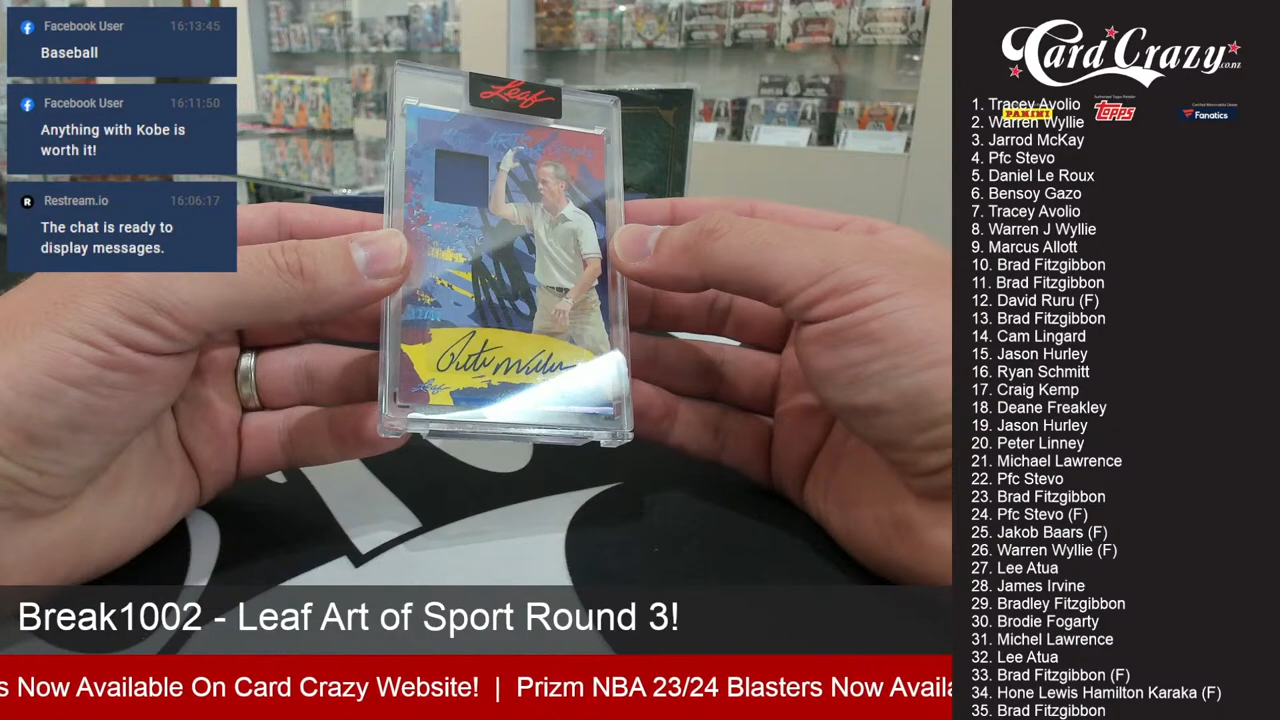 Facebook User 16:13:45
Baseball
Facebook User 16:11:50
Anything with Kobe is
worth it!
R Restream.io 16:06:17
The chat is ready to
display messages.
Leaf
Leaf
Card Crazy.co.nz
PANINI
TOPPS
Fanatics
1. Tracey Avolio
2. Warren Wyllie
3. Jarrod McKay
4. Pfc Stevo
5. Daniel Le Roux
6. Bensoy Gazo
7. Tracey Avolio
8. Warren J Wyllie
9. Marcus Allott
10. Brad Fitzgibbon
11. Brad Fitzgibbon
12. David Ruru (F)
13. Brad Fitzgibbon
14. Cam Lingard
15. Jason Hurley
16. Ryan Schmitt
17. Craig Kemp
18. Deane Freakley
19. Jason Hurley
20. Peter Linney
21. Michael Lawrence
22. Pfc Stevo
23. Brad Fitzgibbon
24. Pfc Stevo (F)
25. Jakob Baars (F)
26. Warren Wyllie (F)
27. Lee Atua
28. James Irvine
29. Bradley Fitzgibbon
30. Brodie Fogarty
31. Michel Lawrence
32. Lee Atua
33. Brad Fitzgibbon (F)
34. Hone Lewis Hamilton Karaka (F)
35. Brad Fitzgibbon
Break1002 - Leaf Art of Sport Round 3!
s Now Available On Card Crazy Website! | Prizm NBA 23/24 Blasters Now Availa